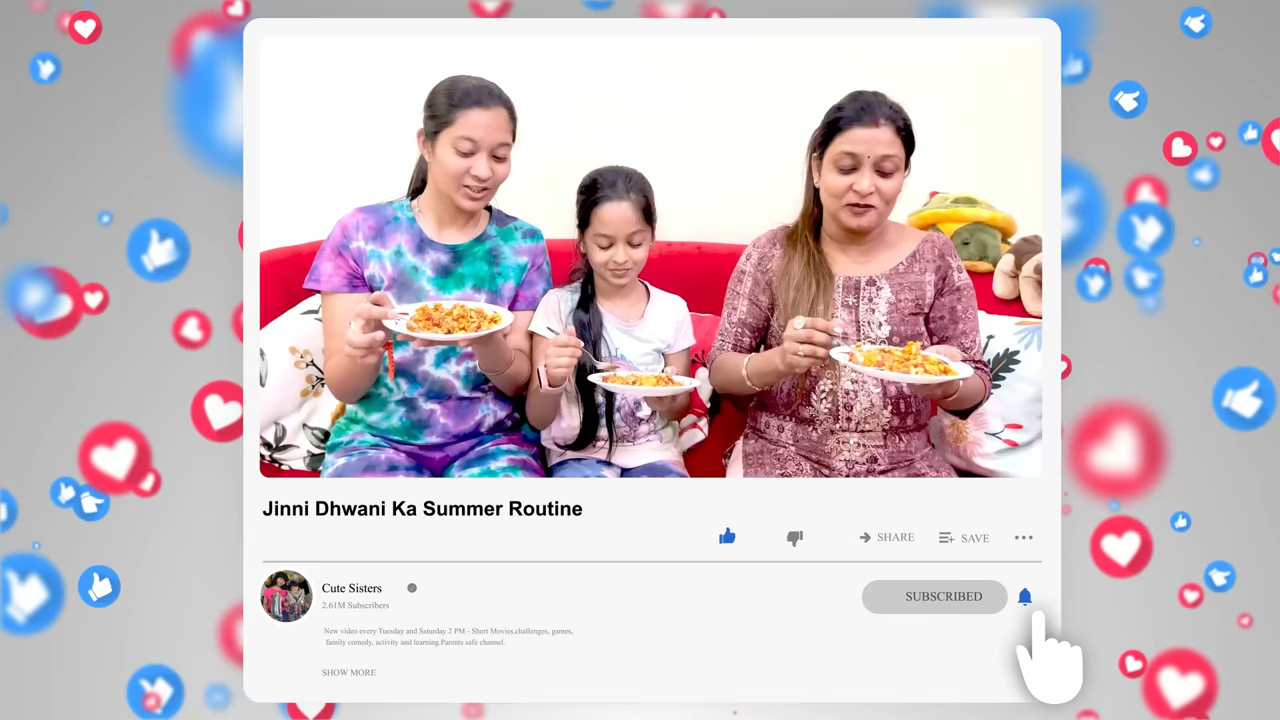 Jinni Dhwani Ka Summer Routine
SHARE
SAVE
Cute Sisters
2.61M Subscribers
SUBSCRIBED
New video every Tuesday and Saturday 2 PM - Short Movies,challenges, games,
family comedy, activity and learning.Parents safe channel.
SHOW MORE